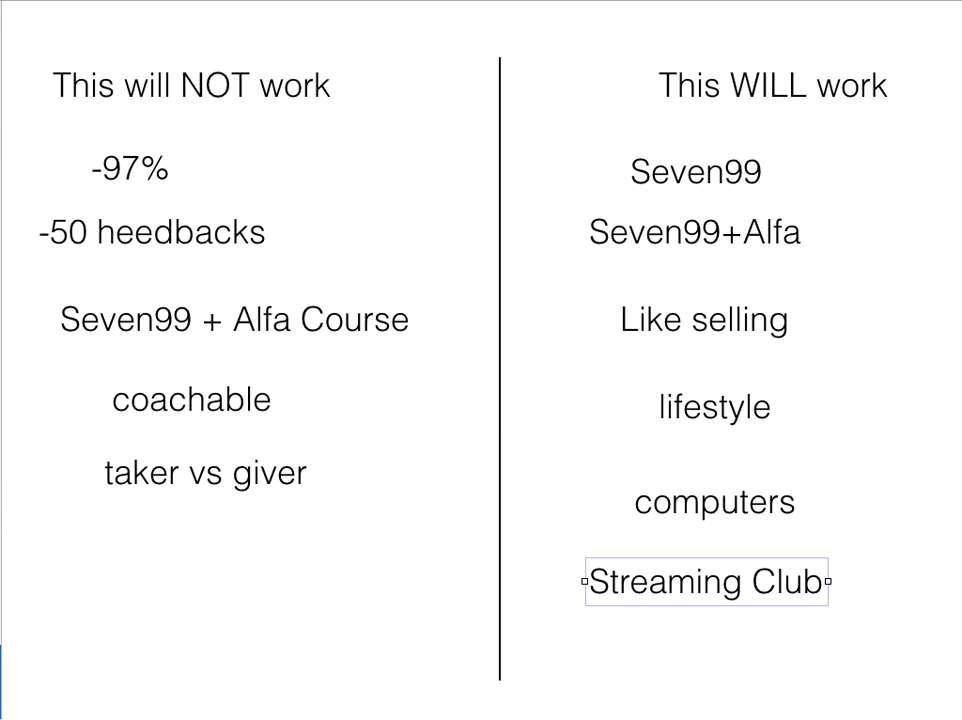 This will NOT work
-97%
-50 heedbacks
Seven99 + Alfa Course
coachable
taker vs giver
This WILL work
Seven99
Seven99+Alfa
Like selling
lifestyle
computers
Streaming Club